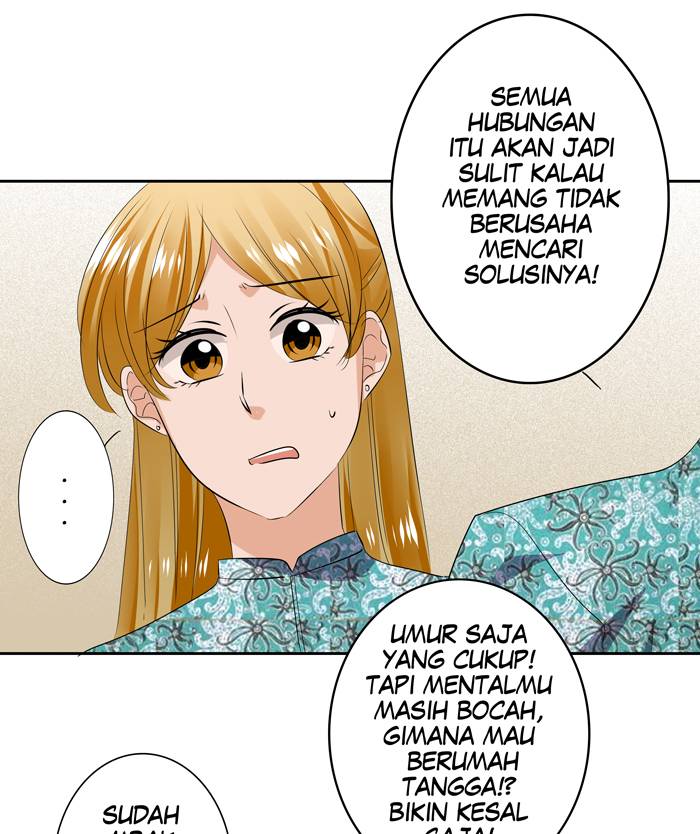 SEMUA
HUBUNGAN
ITU AKAN JADI
SULIT KALAU
MEMANG TIDAK
BERUSAHA
MENCARI
SOLUSINYA!
...
UMUR SAJA
YANG CUKUP!
TAPI MENTALMU
MASIH BOCAH,
GIMANA MAU
BERUMAH
TANGGA!?
BIKIN KESAL
SAJA!
SUDAH